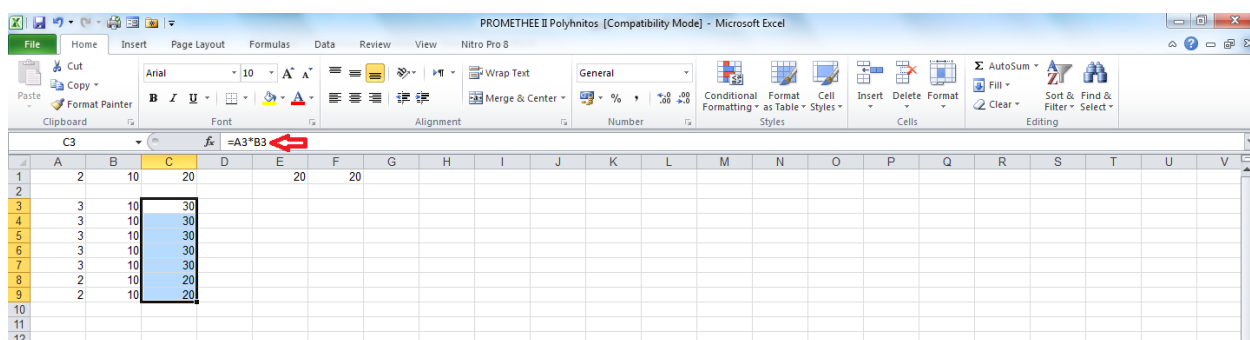 PROMETHEE II Polyhnitos [Compatibility Mode] - Microsoft Excel
File Home Insert Page Layout Formulas Data Review View Nitro Pro 8
Paste
Cut
Copy
Format Painter
Clipboard
Arial 10 A A
B I U A
Font
Wrap Text
Merge & Center
Alignment
General
% , .0 .00 .00 .0
Number
Conditional Formatting
Format as Table
Cell Styles
Styles
Insert Delete Format
Cells
Σ AutoSum
Fill
Clear
Sort & Filter
Find & Select
Editing
C3 fx =A3*B3
A B C D E F G H I J K L M N O P Q R S T U V
1 2 10 20 20 20
2
3 3 10 30
4 3 10 30
5 3 10 30
6 3 10 30
7 3 10 30
8 2 10 20
9 2 10 20
10
11
12